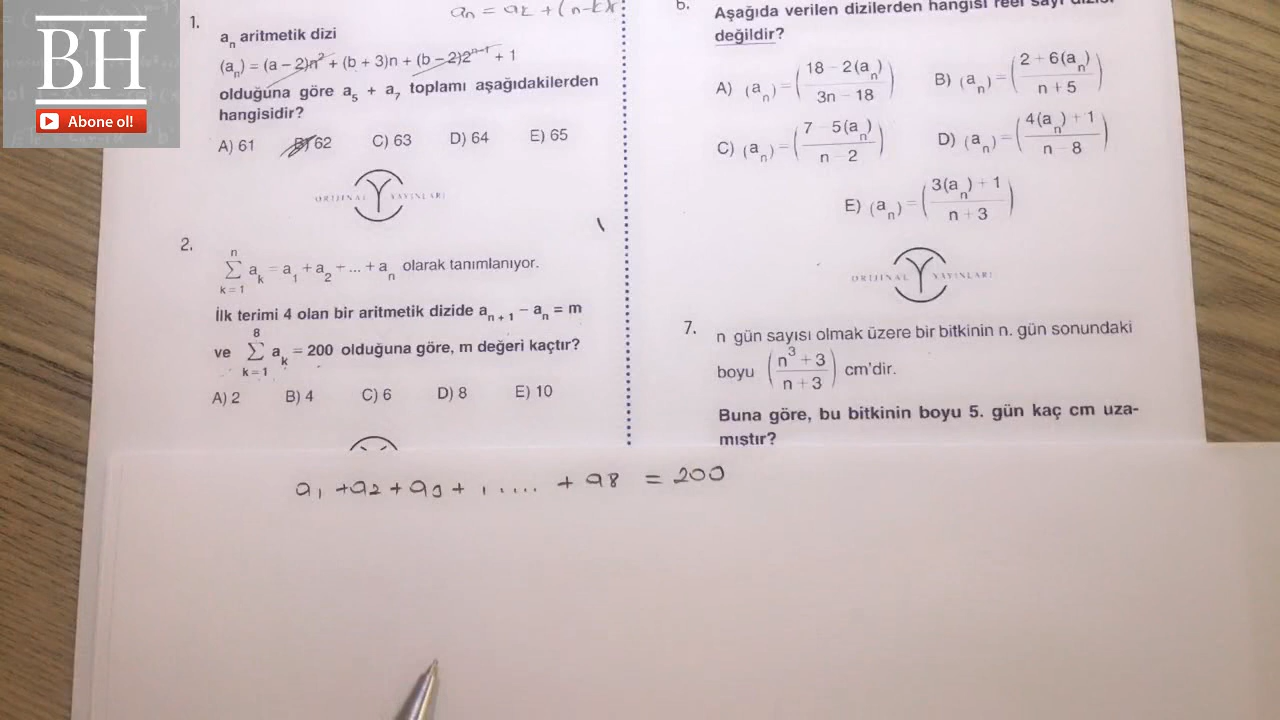 BH
Abone ol!
aₙ = a
1.
aₙ aritmetik dizi
(aₙ) = (a – 2)n² + (b + 3)n + (b – 2)2ⁿ⁻¹ + 1
olduğuna göre a₅ + a₇ toplamı aşağıdakilerden
hangisidir?
A) 61 B) 62 C) 63 D) 64 E) 65
ORİJİNAL YAYINLARI
2.
n
∑ aₖ = a₁ + a₂ + ... + aₙ olarak tanımlanıyor.
k = 1
İlk terimi 4 olan bir aritmetik dizide aₙ₊₁ – aₙ = m
8
ve ∑ aₖ = 200 olduğuna göre, m değeri kaçtır?
k = 1
A) 2 B) 4 C) 6 D) 8 E) 10
a₁ + a₂ + a₃ + ..... + a8 = 200
6.
Aşağıda verilen dizilerden hangisi reel sayı dizisi
değildir?
A) (aₙ) = ((18 – 2(aₙ)) / (3n – 18)) B) (aₙ) = ((2 + 6(aₙ)) / (n + 5))
C) (aₙ) = ((7 – 5(aₙ)) / (n – 2)) D) (aₙ) = ((4(aₙ) + 1) / (n – 8))
E) (aₙ) = ((3(aₙ) + 1) / (n + 3))
ORİJİNAL YAYINLARI
7.
n gün sayısı olmak üzere bir bitkinin n. gün sonundaki
boyu ((n³ + 3) / (n + 3)) cm'dir.
Buna göre, bu bitkinin boyu 5. gün kaç cm uza-
mıştır?